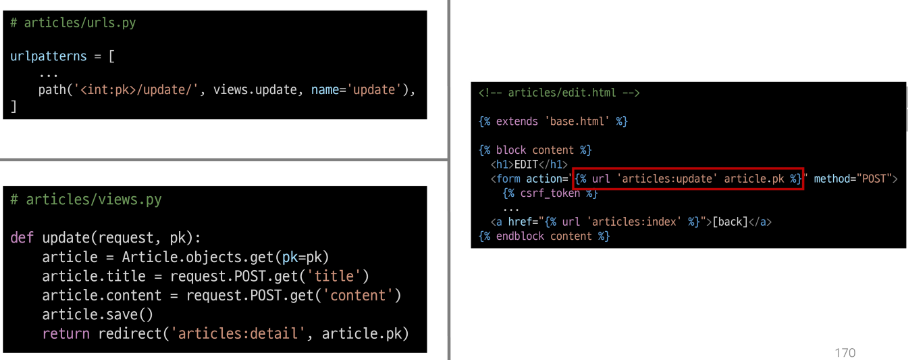 # articles/urls.py
urlpatterns = [
...
path('<int:pk>/update/', views.update, name='update'),
]
# articles/views.py
def update(request, pk):
article = Article.objects.get(pk=pk)
article.title = request.POST.get('title')
article.content = request.POST.get('content')
article.save()
return redirect('articles:detail', article.pk)
<!-- articles/edit.html -->
{% extends 'base.html' %}
{% block content %}
<h1>EDIT</h1>
<form action="{% url 'articles:update' article.pk %}" method="POST">
{% csrf_token %}
...
<a href="{% url 'articles:index' %}">[back]</a>
{% endblock content %}
170